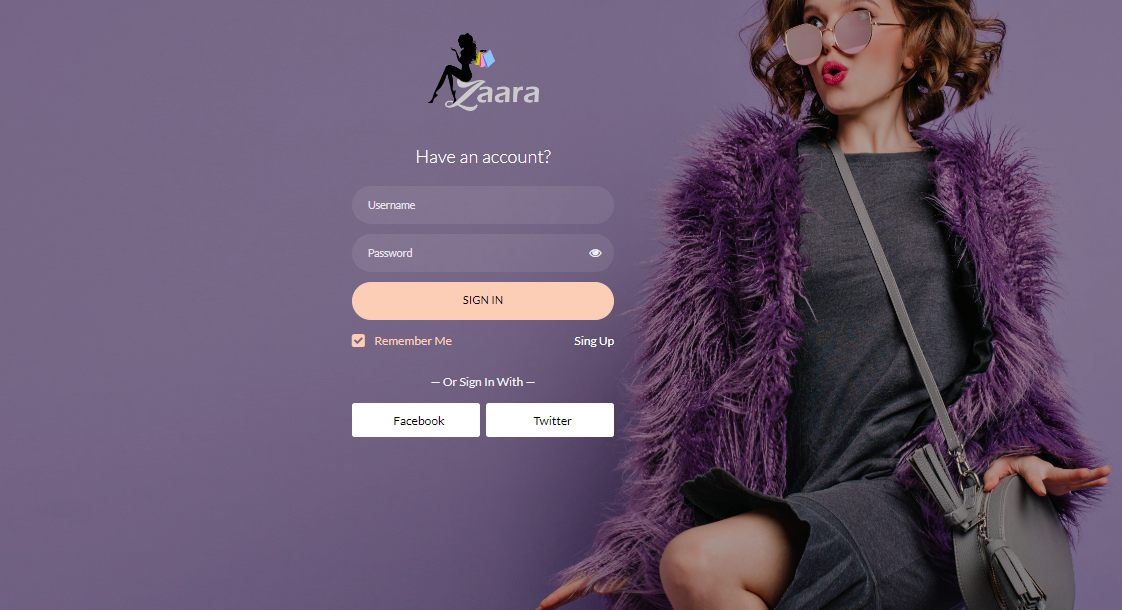 Zaara
Have an account?
Username
Password
SIGN IN
Remember Me
Sing Up
— Or Sign In With —
Facebook
Twitter